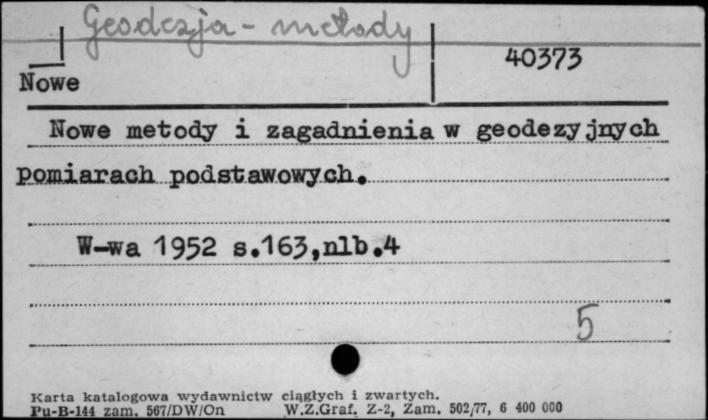 Geodezja - metody
40373
Nowe
Nowe metody i zagadnienia w geodezyjnych
pomiarach podstawowych.
W-wa 1952 s.163,nlb.4
5
Karta katalogowa wydawnictw ciągłych i zwartych.
Pu-B-144 zam. 567/DW/On W.Z.Graf. Z-2, Zam. 502/77, 6 400 000